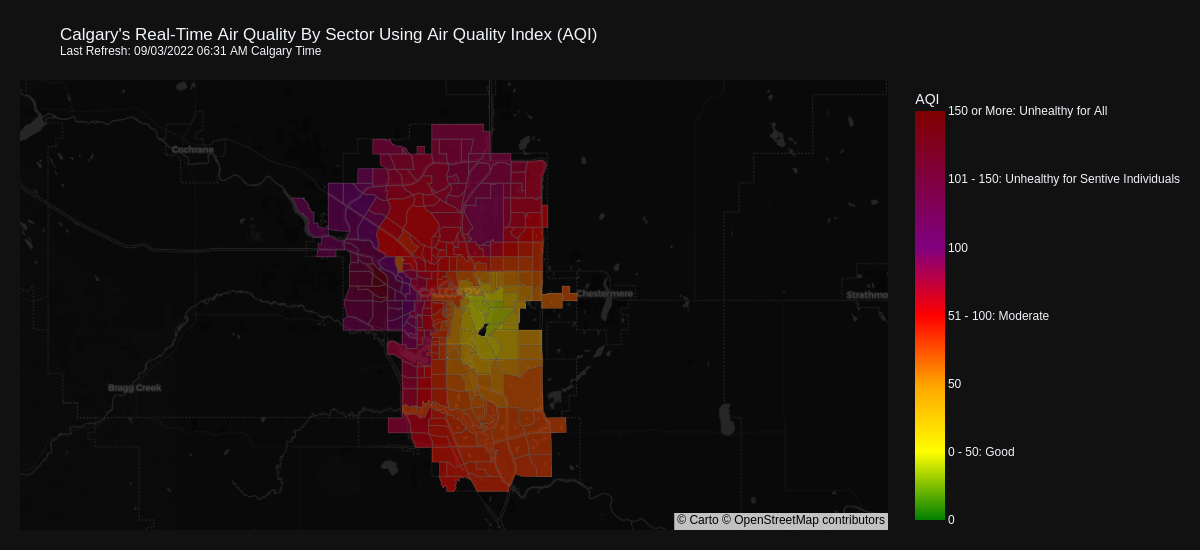 Calgary's Real-Time Air Quality By Sector Using Air Quality Index (AQI)
Last Refresh: 09/03/2022 06:31 AM Calgary Time
AQI
150 or More: Unhealthy for All
Cochrane
101 - 150: Unhealthy for Sentive Individuals
100
CALGARY
Chestermere
Strathmo
51 - 100: Moderate
Bragg Creek
50
0 - 50: Good
0
© Carto © OpenStreetMap contributors